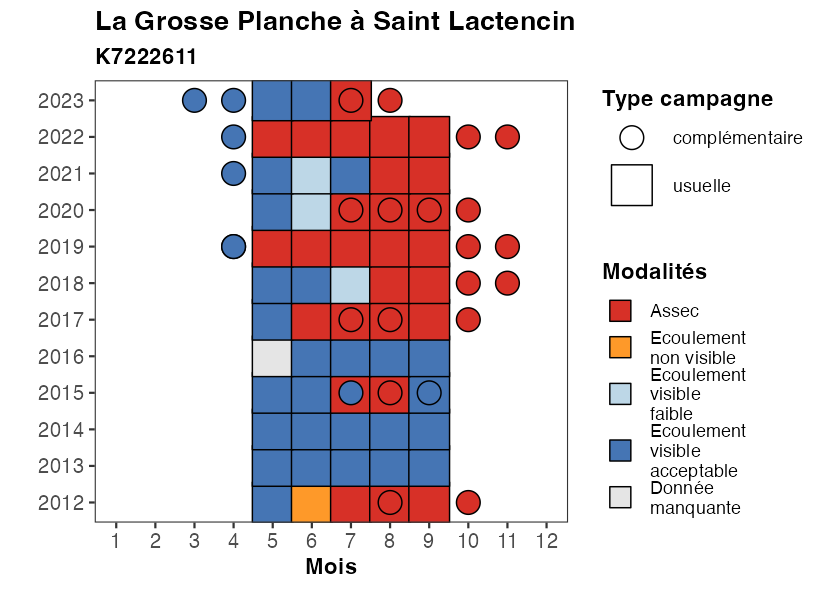 La Grosse Planche à Saint Lactencin
K7222611
2023
2022
2021
2020
2019
2018
2017
2016
2015
2014
2013
2012
1 2 3 4 5 6 7 8 9 10 11 12
Mois
Type campagne
complémentaire
usuelle
Modalités
Assec
Ecoulement
non visible
Ecoulement
visible
faible
Ecoulement
visible
acceptable
Donnée
manquante